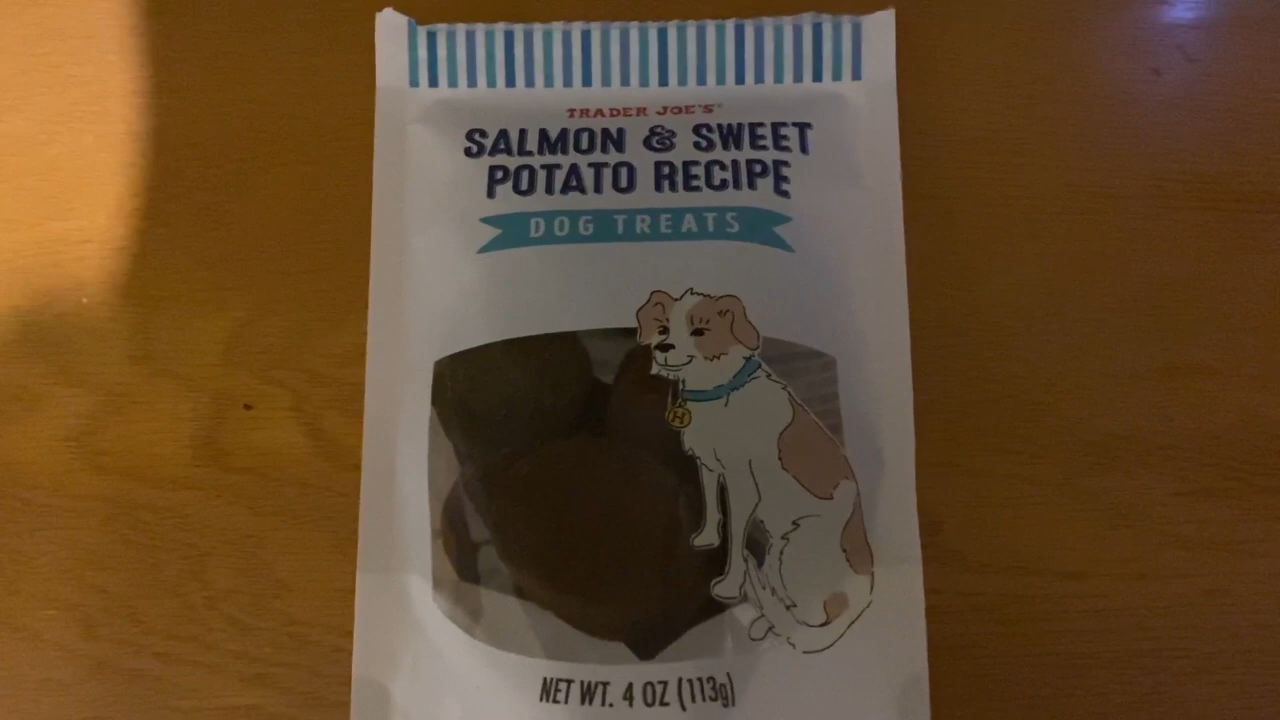 TRADER JOE'S
SALMON & SWEET
POTATO RECIPE
DOG TREATS
H
NET WT. 4 OZ (113g)